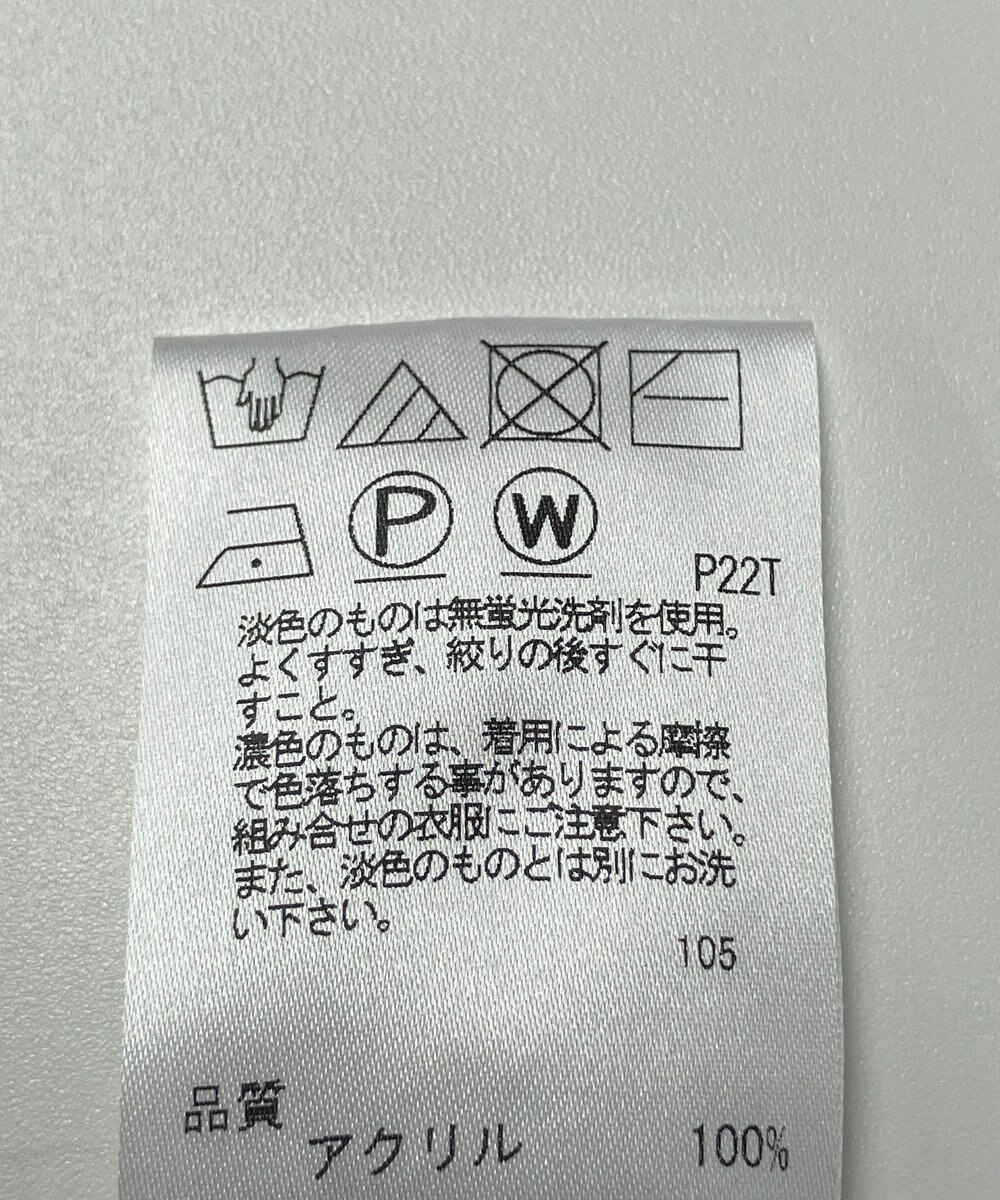 P
W
P22T
淡色のものは無蛍光洗剤を使用。
よくすすぎ、絞りの後すぐに干
すこと。
濃色のものは、着用による摩擦
で色落ちする事がありますので、
組み合せの衣服にご注意下さい。
また、淡色のものとは別にお洗
い下さい。
105
品質
アクリル 100%